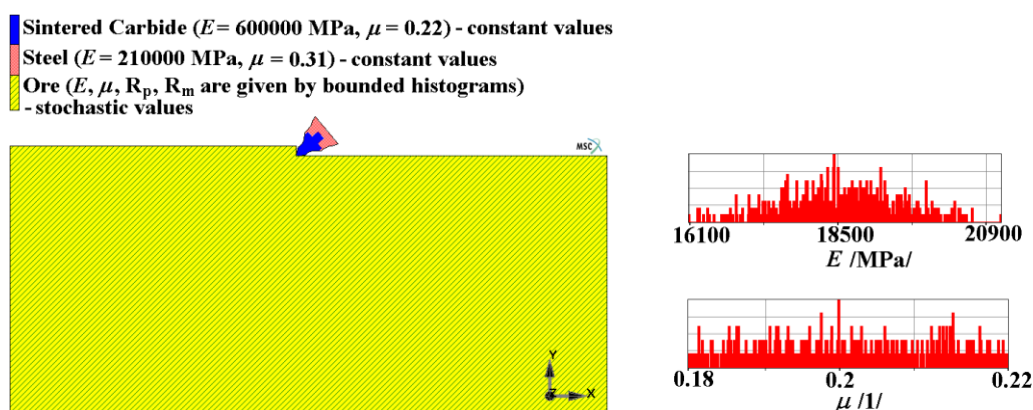 Sintered Carbide (E = 600000 MPa, μ = 0.22) - constant values
Steel (E = 210000 MPa, μ = 0.31) - constant values
Ore (E, μ, Rp, Rm are given by bounded histograms)
- stochastic values
MSC
Y
Z
X
16100 18500 20900
E /MPa/
0.18 0.2 0.22
μ /1/